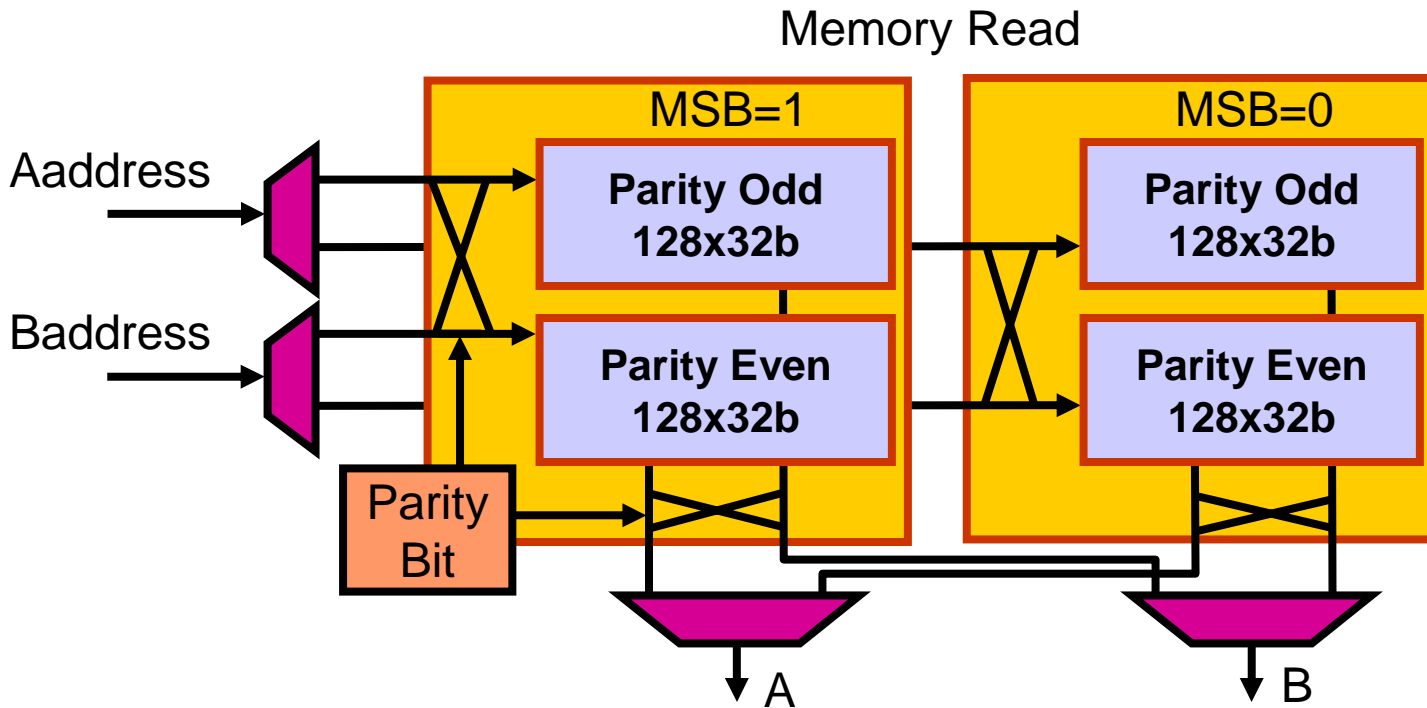 Memory Read
MSB=1
MSB=0
Aaddress
Parity Odd
128x32b
Parity Odd
128x32b
Baddress
Parity Even
128x32b
Parity Even
128x32b
Parity
Bit
A
B